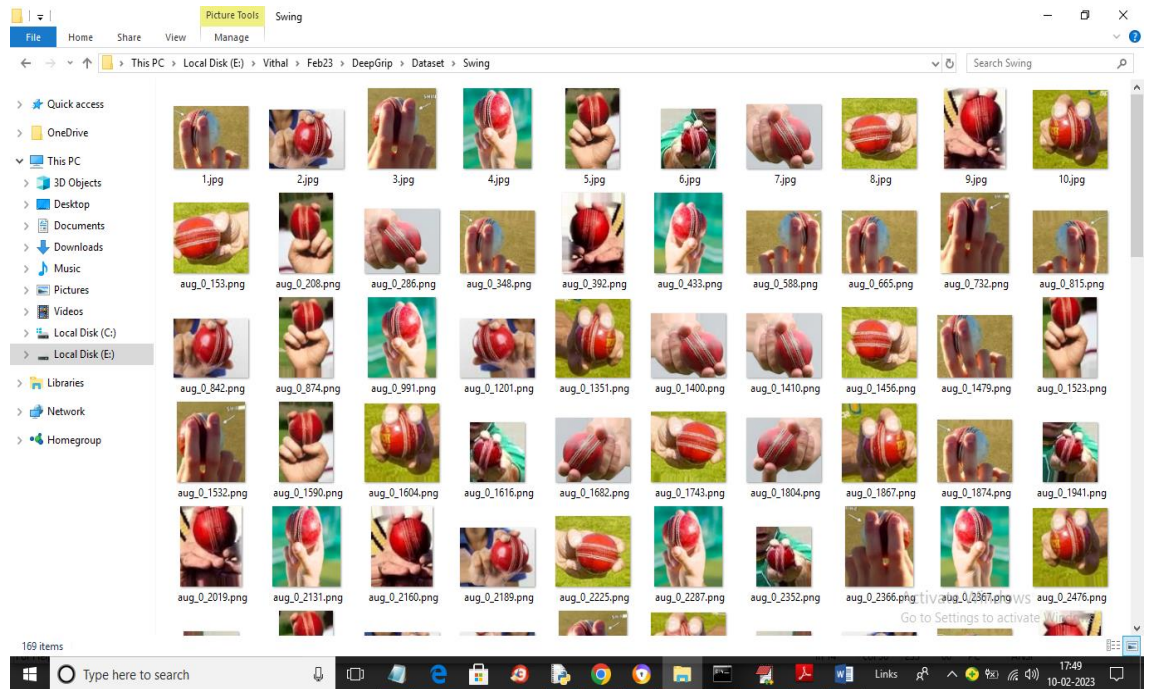 Picture Tools Swing
File Home Share View Manage
This PC > Local Disk (E:) > Vithal > Feb23 > DeepGrip > Dataset > Swing
Search Swing
Quick access
OneDrive
This PC
3D Objects
Desktop
Documents
Downloads
Music
Pictures
Videos
Local Disk (C:)
Local Disk (E:)
Libraries
Network
Homegroup
1.jpg 2.jpg 3.jpg 4.jpg 5.jpg 6.jpg 7.jpg 8.jpg 9.jpg 10.jpg
aug_0_153.png aug_0_208.png aug_0_286.png aug_0_348.png aug_0_392.png aug_0_433.png aug_0_588.png aug_0_665.png aug_0_732.png aug_0_815.png
aug_0_842.png aug_0_874.png aug_0_991.png aug_0_1201.png aug_0_1351.png aug_0_1400.png aug_0_1410.png aug_0_1456.png aug_0_1479.png aug_0_1523.png
aug_0_1532.png aug_0_1590.png aug_0_1604.png aug_0_1616.png aug_0_1682.png aug_0_1743.png aug_0_1804.png aug_0_1867.png aug_0_1874.png aug_0_1941.png
aug_0_2019.png aug_0_2131.png aug_0_2160.png aug_0_2189.png aug_0_2225.png aug_0_2287.png aug_0_2352.png aug_0_2366.png aug_0_2367.png aug_0_2476.png
Activate Windows
Go to Settings to activate Windows.
169 items
Type here to search
Links
17:49
10-02-2023